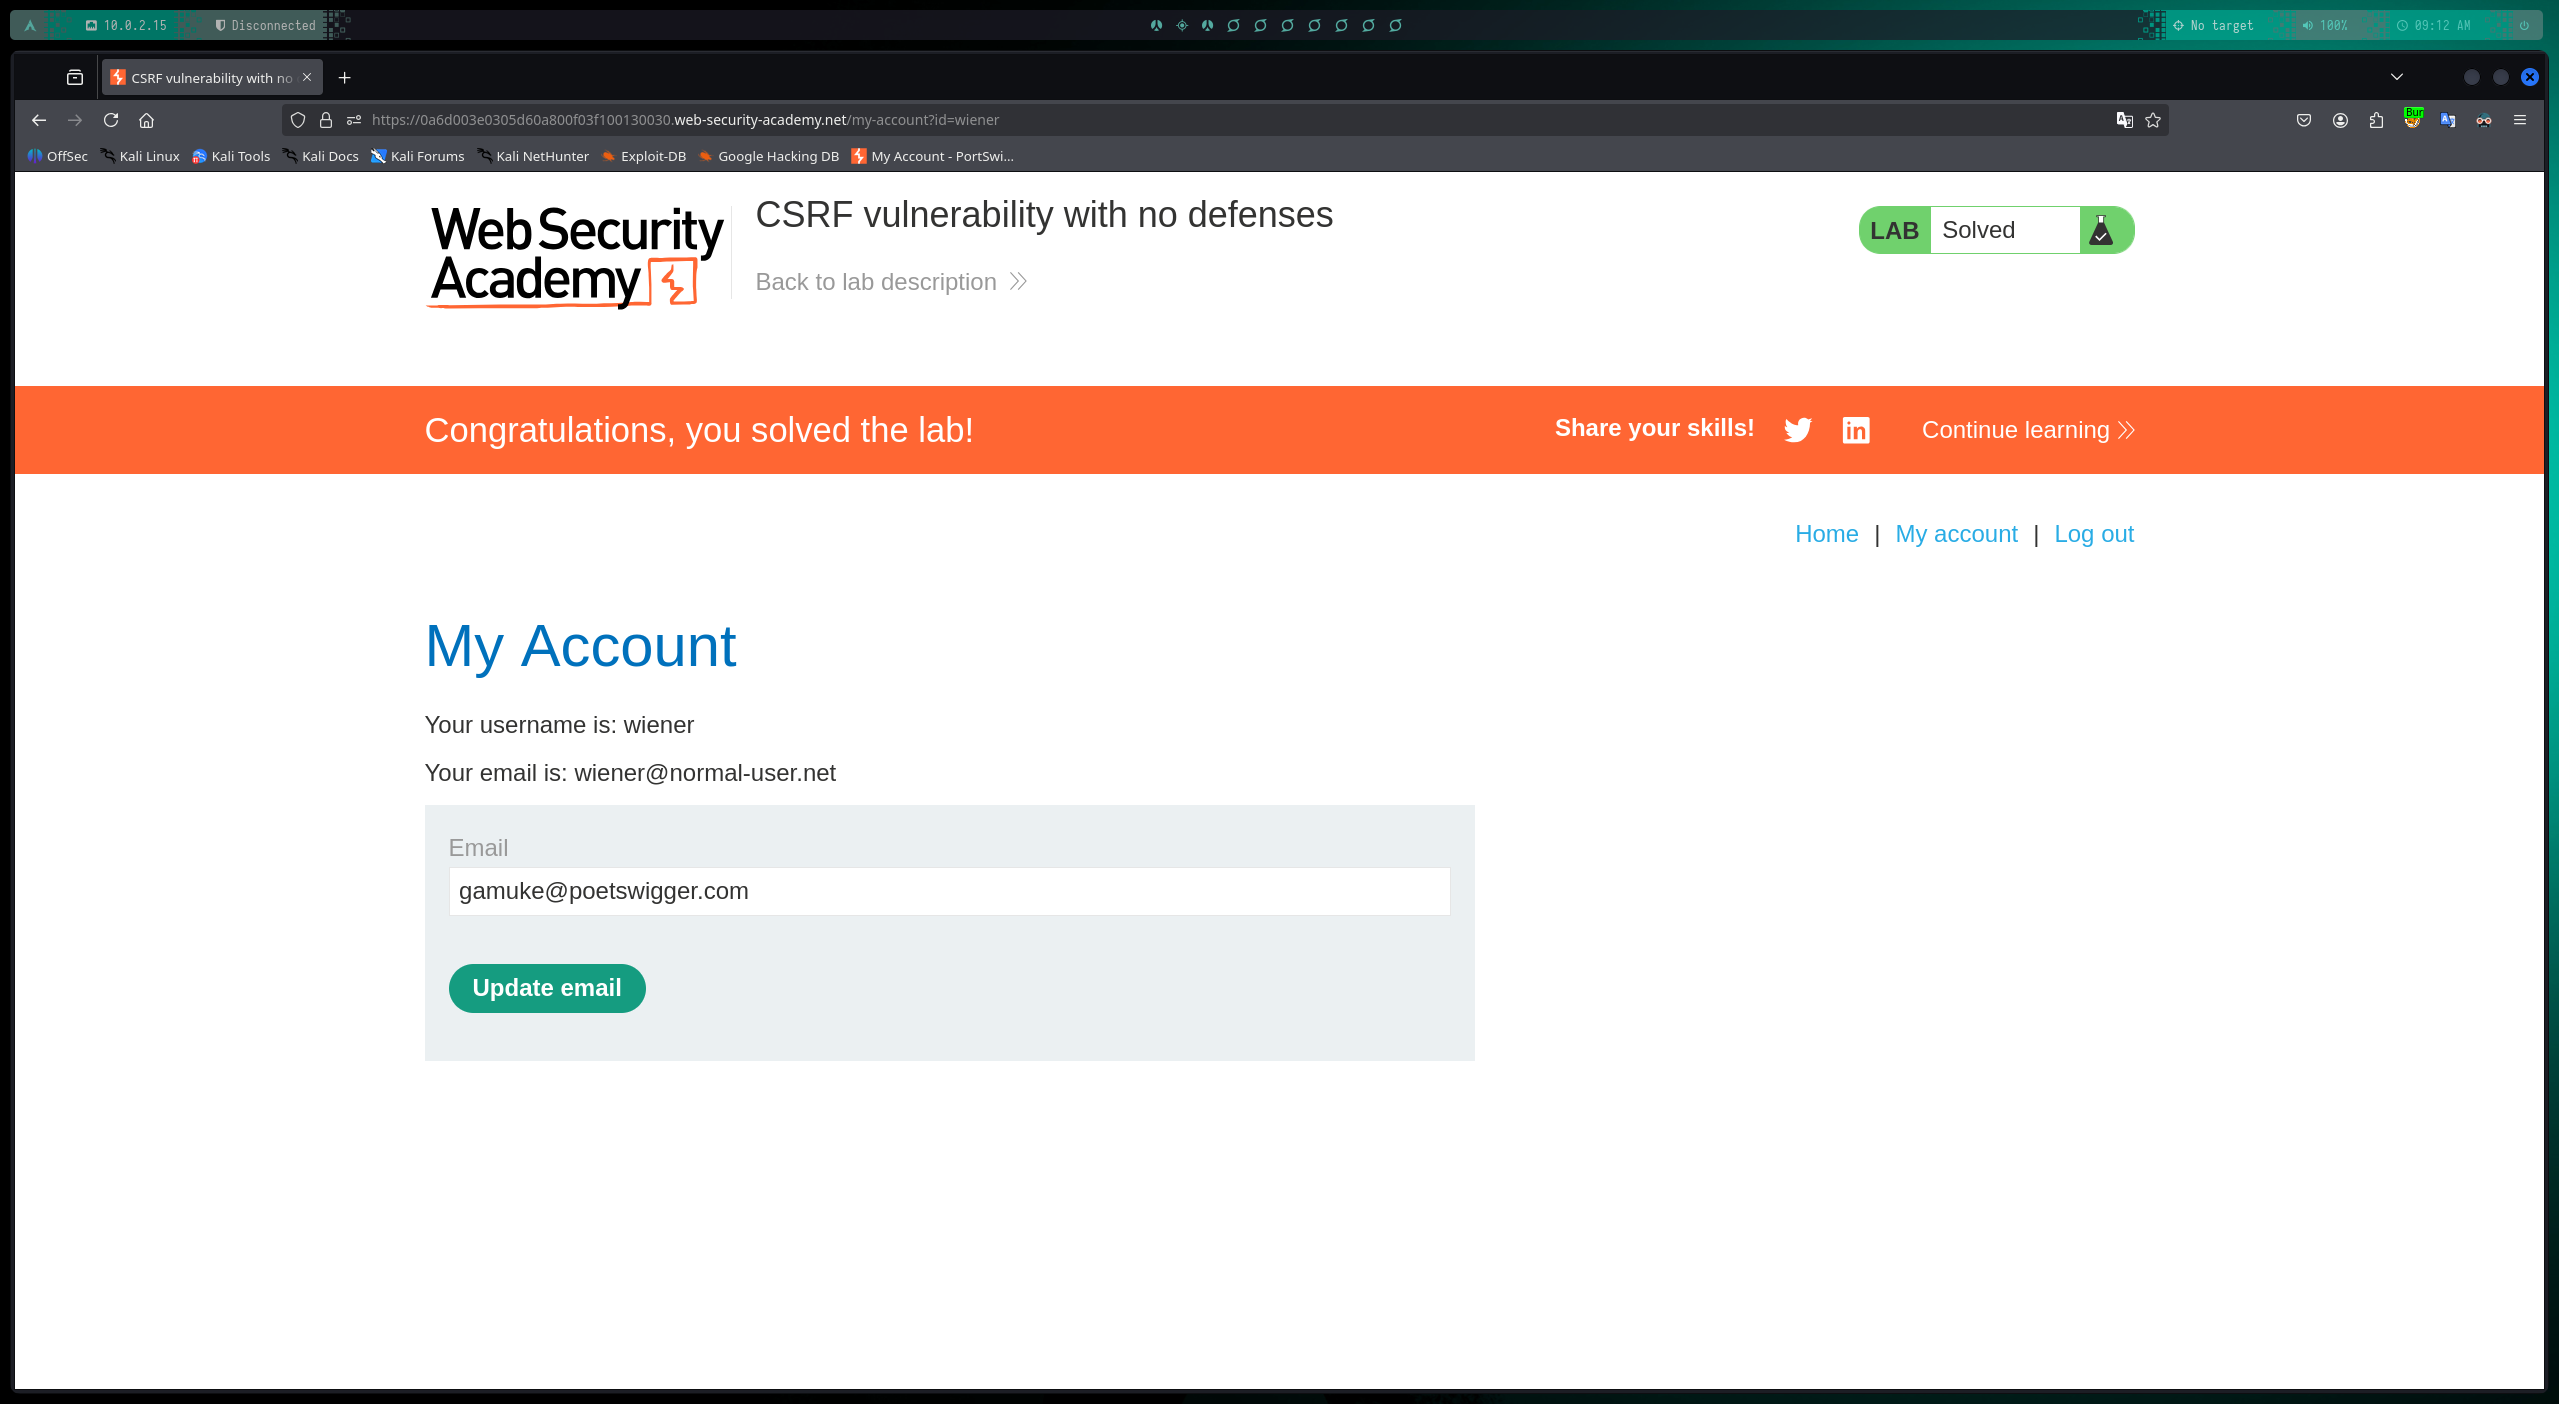 10.0.2.15 Disconnected No target 100% 09:12 AM
CSRF vulnerability with no
https://0a6d003e0305d60a800f03f100130030.web-security-academy.net/my-account?id=wiener
Bur
OffSec Kali Linux Kali Tools Kali Docs Kali Forums Kali NetHunter Exploit-DB Google Hacking DB My Account - PortSwi...
Web Security
Academy
CSRF vulnerability with no defenses
LAB Solved
Back to lab description
Congratulations, you solved the lab! Share your skills! Continue learning
Home | My account | Log out
My Account
Your username is: wiener
Your email is: wiener@normal-user.net
Email
gamuke@poetswigger.com
Update email